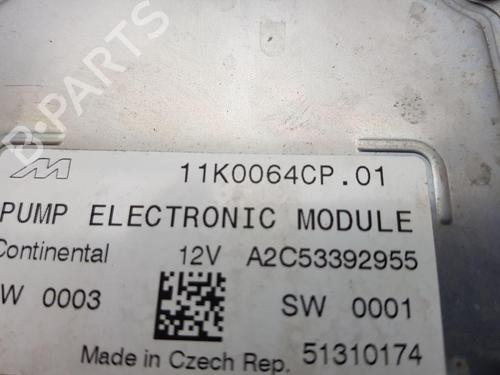 B-PARTS
11K0064CP.01
PUMP ELECTRONIC MODULE
Continental 12V A2C53392955
W 0003 SW 0001
Made in Czech Rep. 51310174